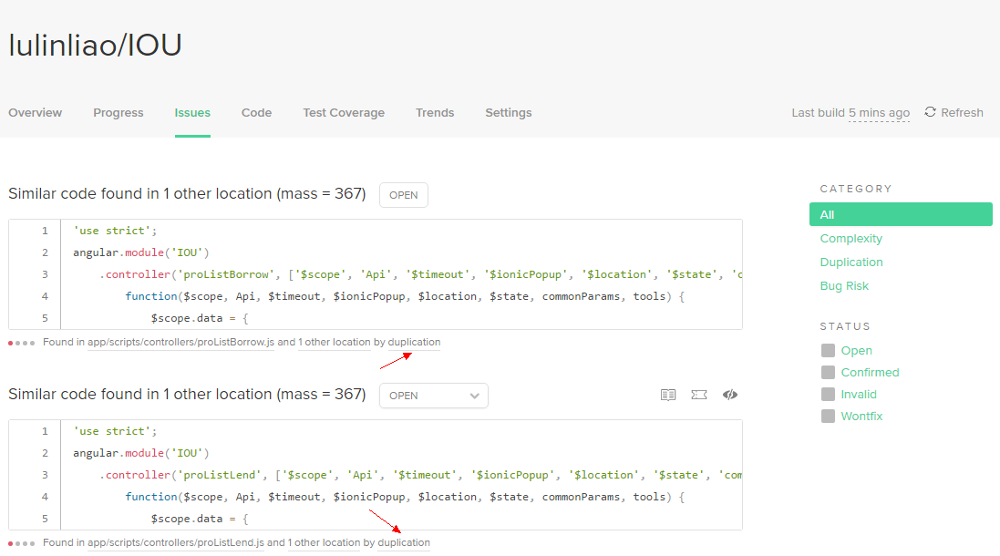 lulinliao/IOU
Overview Progress Issues Code Test Coverage Trends Settings Last build 5 mins ago Refresh
Similar code found in 1 other location (mass = 367) OPEN
1 'use strict';
2 angular.module('IOU')
3 .controller('proListBorrow', ['$scope', 'Api', '$timeout', '$ionicPopup', '$location', '$state', 'c
4 function($scope, Api, $timeout, $ionicPopup, $location, $state, commonParams, tools) {
5 $scope.data = {
Found in app/scripts/controllers/proListBorrow.js and 1 other location by duplication
Similar code found in 1 other location (mass = 367) OPEN
1 'use strict';
2 angular.module('IOU')
3 .controller('proListLend', ['$scope', 'Api', '$timeout', '$ionicPopup', '$location', '$state', 'com
4 function($scope, Api, $timeout, $ionicPopup, $location, $state, commonParams, tools) {
5 $scope.data = {
Found in app/scripts/controllers/proListLend.js and 1 other location by duplication
CATEGORY
All
Complexity
Duplication
Bug Risk
STATUS
Open
Confirmed
Invalid
Wontfix